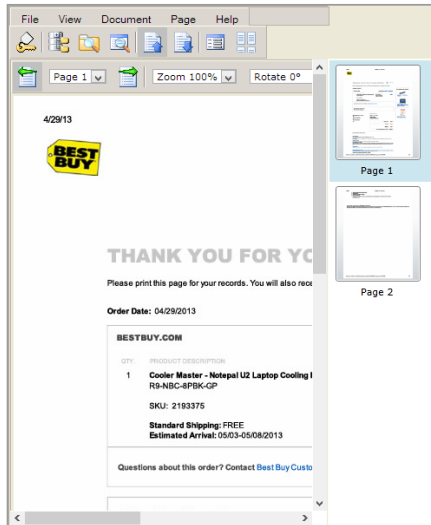 File View Document Page Help
Page 1 Zoom 100% Rotate 0°
4/29/13
BEST
BUY
THANK YOU FOR YO
Please print this page for your records. You will also rece
Order Date: 04/29/2013
BESTBUY.COM
QTY. PRODUCT DESCRIPTION
1 Cooler Master - Notepal U2 Laptop Cooling
R9-NBC-8PBK-GP
SKU: 2193375
Standard Shipping: FREE
Estimated Arrival: 05/03-05/08/2013
Questions about this order? Contact Best Buy Custo
Page 1
Page 2